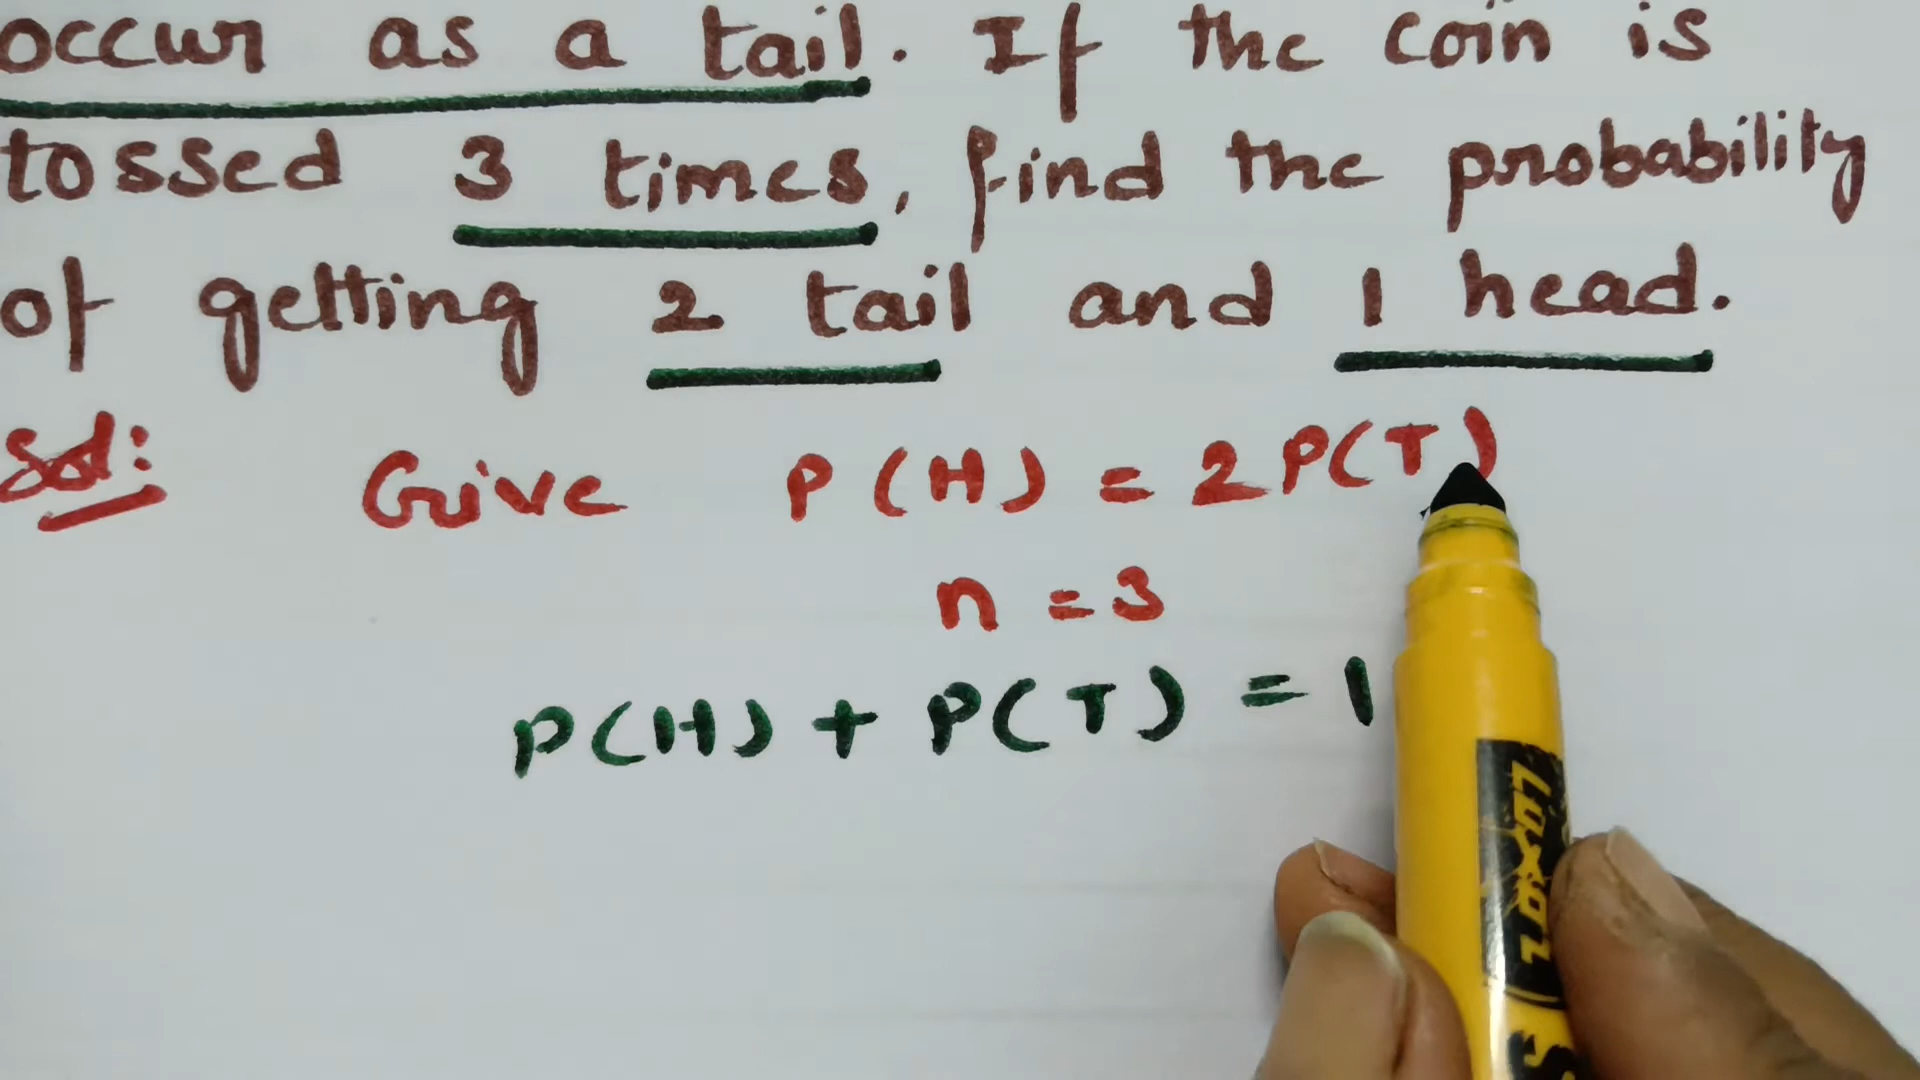 occur as a tail. If the coin is
tossed 3 times, find the probability
of getting 2 tail and 1 head.
Sol: Give P(H) = 2P(T)
n = 3
P(H) + P(T) = 1
LUXOR